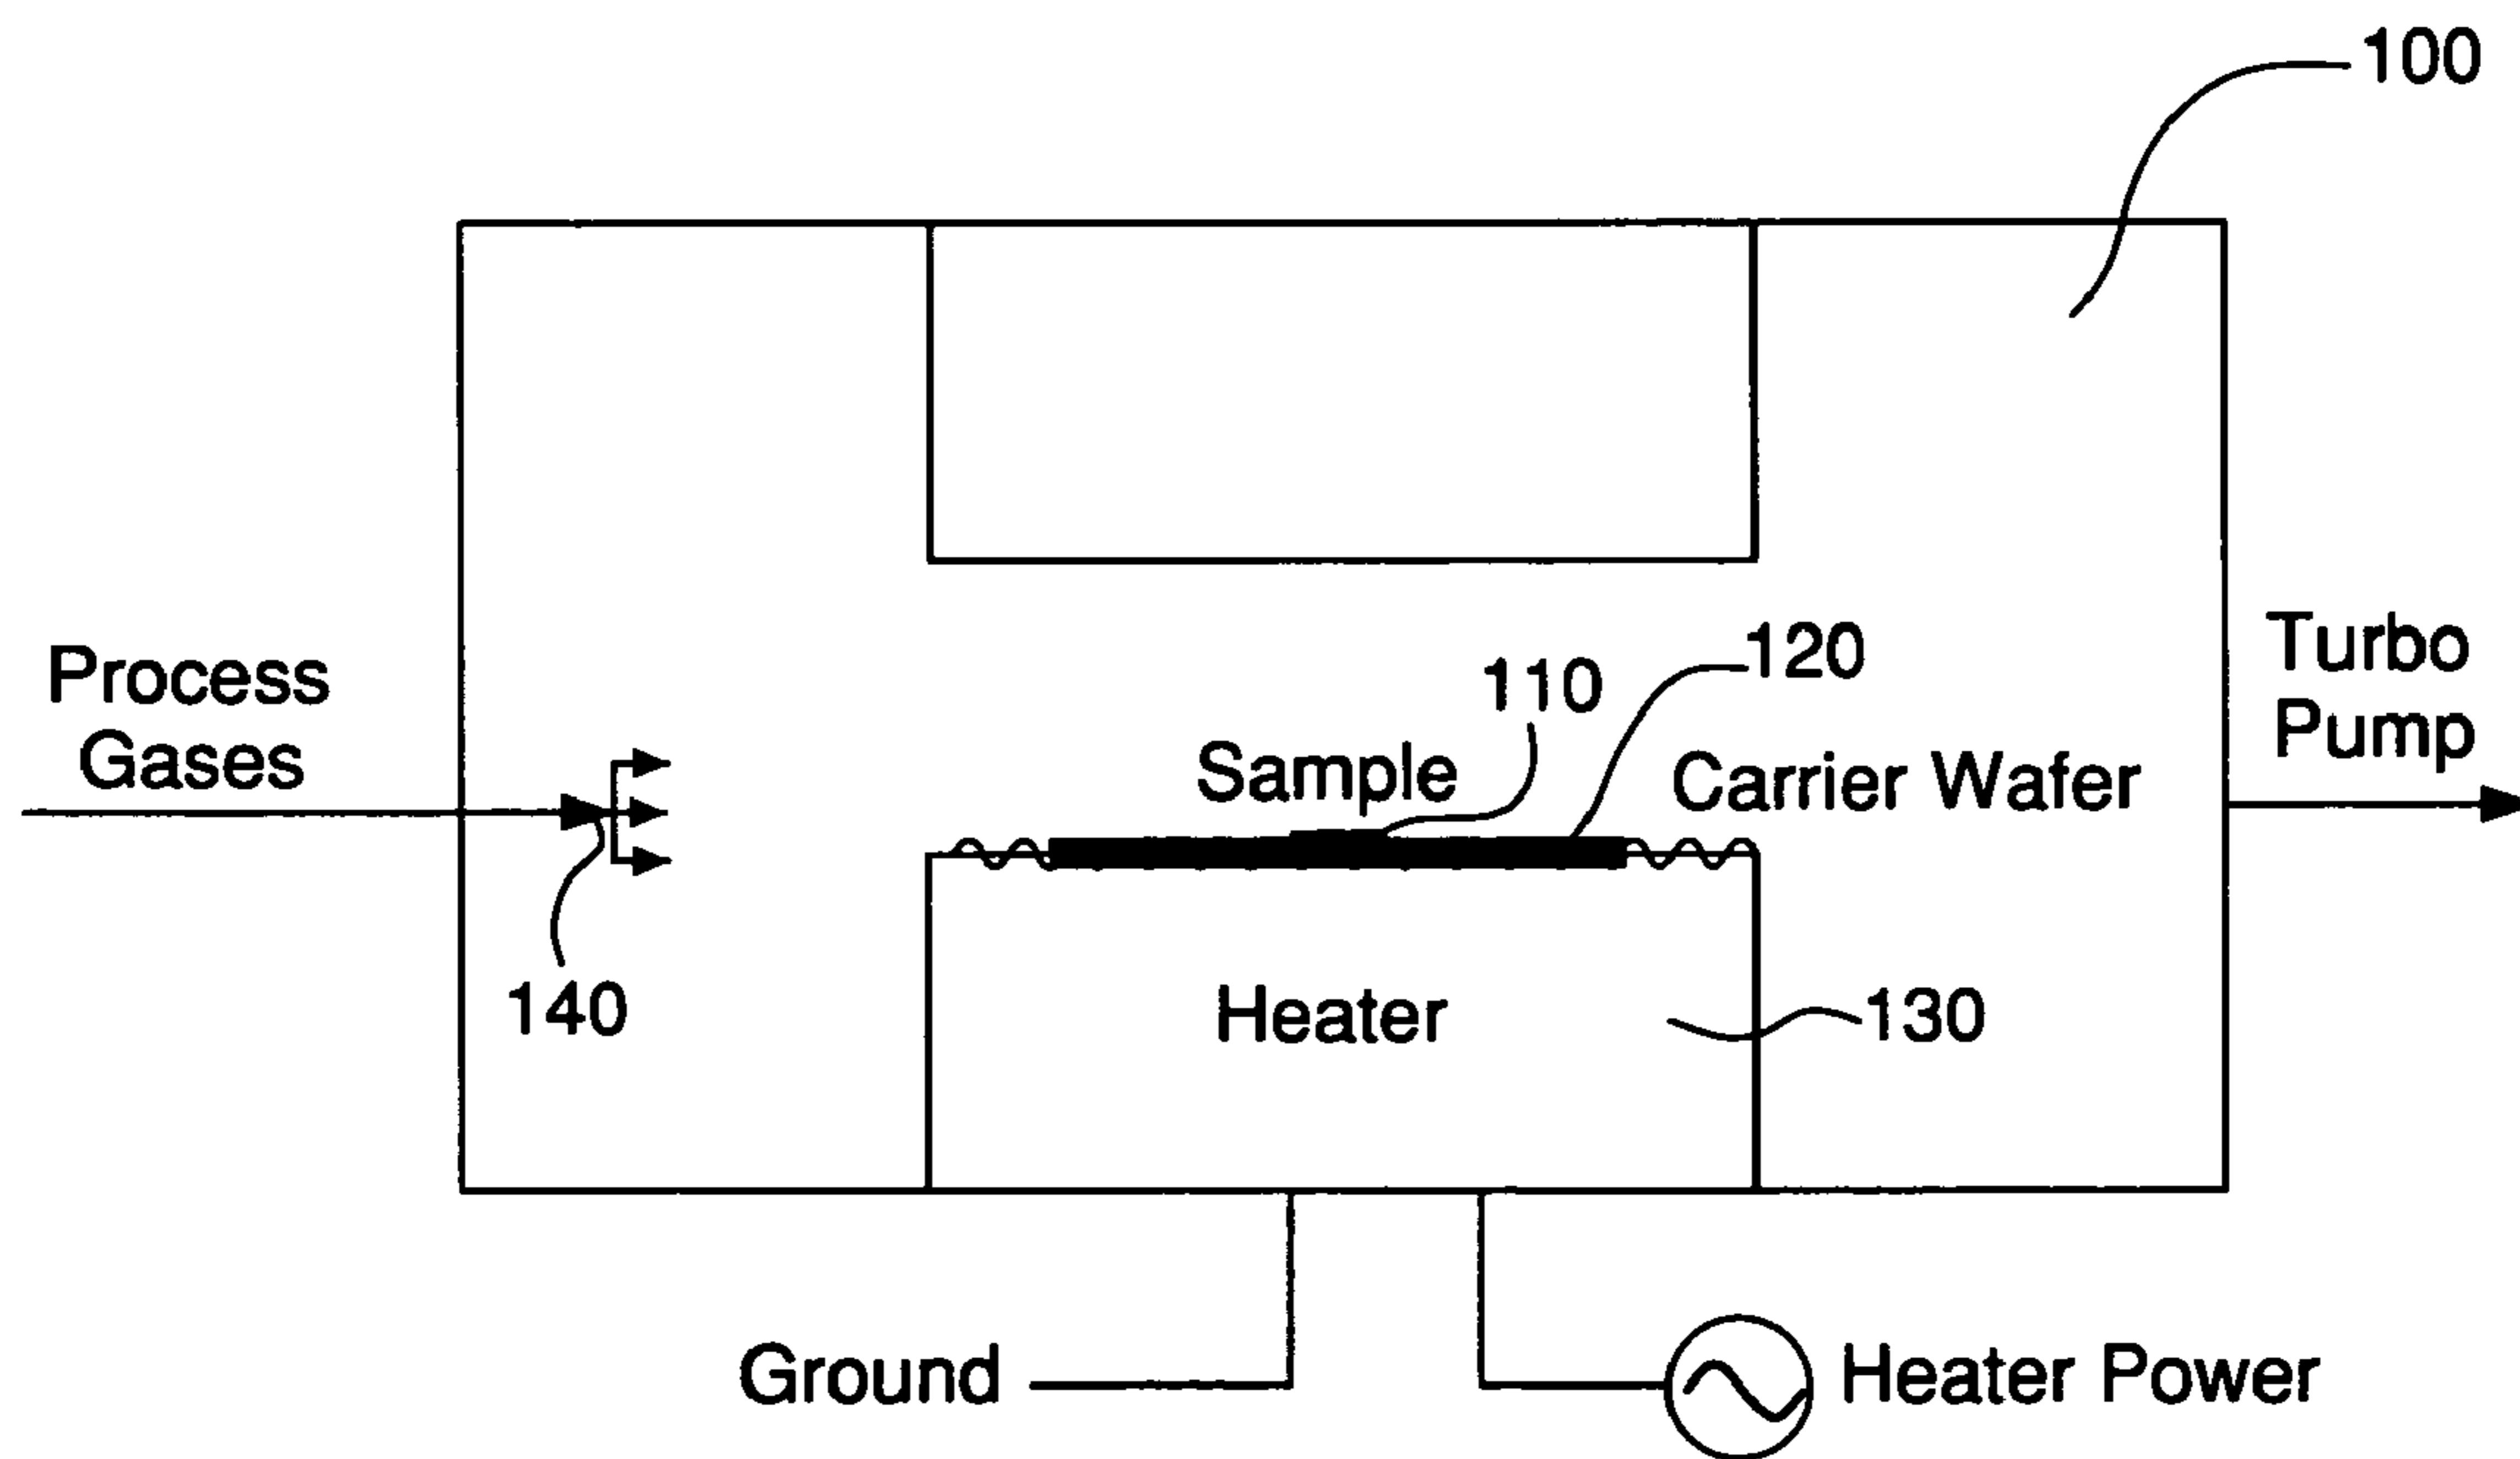 100
Process
Gases
110
120
Turbo
Pump
Sample
Carrier Wafer
140
Heater
130
Ground
Heater Power